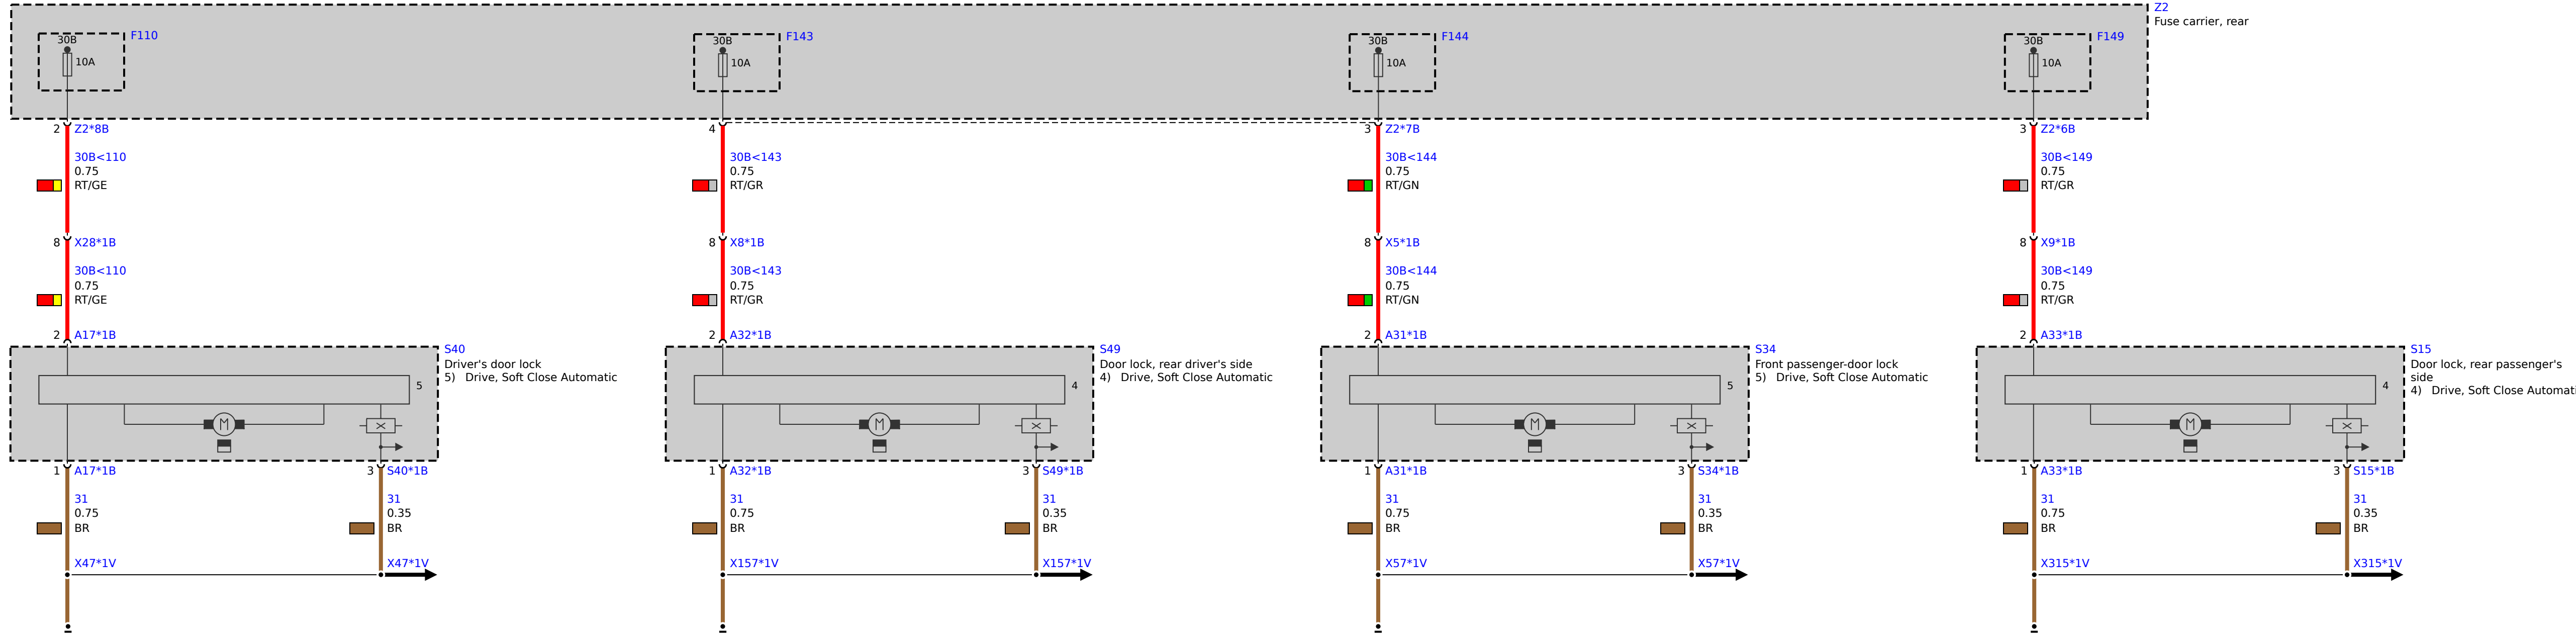 Z2
Fuse carrier, rear
30B
F110
10A
30B
F143
10A
30B
F144
10A
30B
F149
10A
2 Z2*8B
4
3 Z2*7B
3 Z2*6B
30B<110
0.75
RT/GE
30B<143
0.75
RT/GR
30B<144
0.75
RT/GN
30B<149
0.75
RT/GR
8 X28*1B
8 X8*1B
8 X5*1B
8 X9*1B
30B<110
0.75
RT/GE
30B<143
0.75
RT/GR
30B<144
0.75
RT/GN
30B<149
0.75
RT/GR
2 A17*1B
2 A32*1B
2 A31*1B
2 A33*1B
S40
Driver's door lock
5) Drive, Soft Close Automatic
5
M
S49
Door lock, rear driver's side
4) Drive, Soft Close Automatic
4
M
S34
Front passenger-door lock
5) Drive, Soft Close Automatic
5
M
S15
Door lock, rear passenger's
side
4) Drive, Soft Close Automati
4
M
1 A17*1B
3 S40*1B
1 A32*1B
3 S49*1B
1 A31*1B
3 S34*1B
1 A33*1B
3 S15*1B
31
0.75
BR
31
0.35
BR
31
0.75
BR
31
0.35
BR
31
0.75
BR
31
0.35
BR
31
0.75
BR
31
0.35
BR
X47*1V
X47*1V
X157*1V
X157*1V
X57*1V
X57*1V
X315*1V
X315*1V